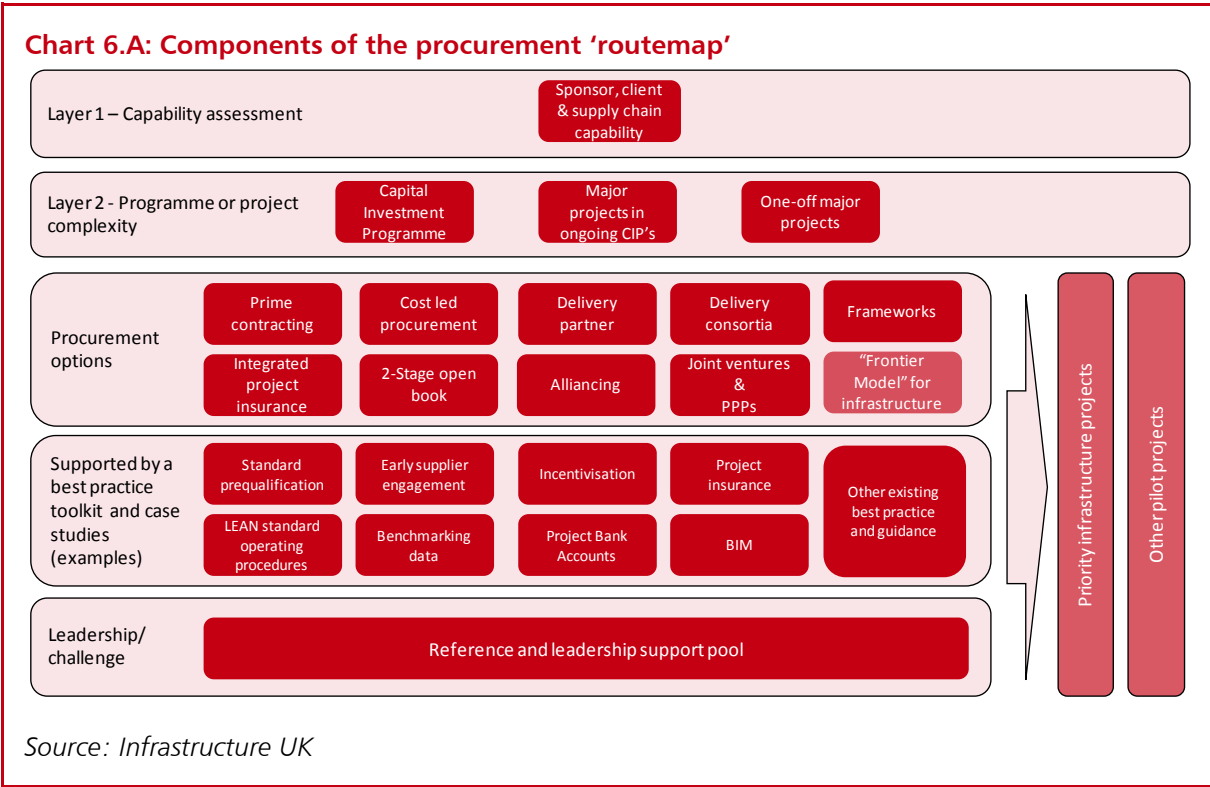 Chart 6.A: Components of the procurement ‘routemap’
Layer 1 – Capability assessment
Sponsor, client
& supply chain
capability
Layer 2 - Programme or project
complexity
Capital
Investment
Programme
Major
projects in
ongoing CIP's
One-off major
projects
Procurement
options
Prime
contracting
Cost led
procurement
Delivery
partner
Delivery
consortia
Frameworks
Integrated
project
insurance
2-Stage open
book
Alliancing
Joint ventures
&
PPPs
“Frontier
Model” for
infrastructure
Supported by a
best practice
toolkit and case
studies
(examples)
Standard
prequalification
Early supplier
engagement
Incentivisation
Project
insurance
Other existing
best practice
and guidance
LEAN standard
operating
procedures
Benchmarking
data
Project Bank
Accounts
BIM
Leadership/
challenge
Reference and leadership support pool
Priority infrastructure projects
Other pilot projects
Source: Infrastructure UK